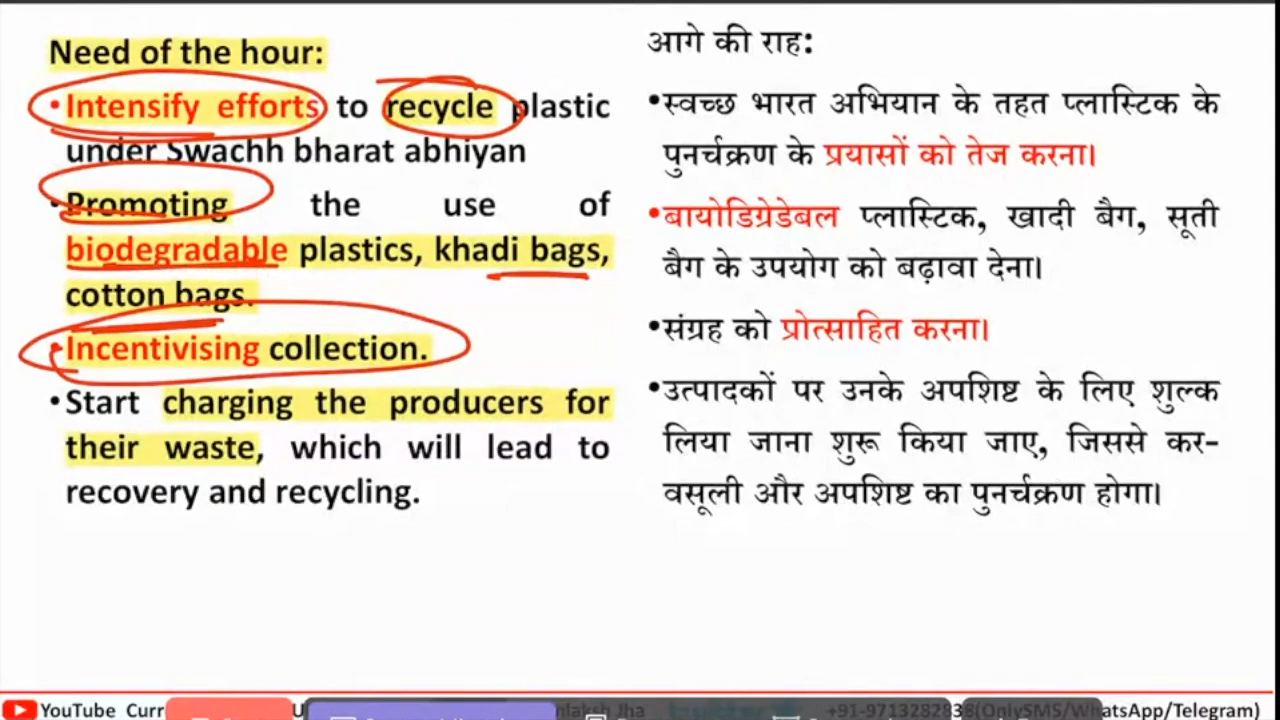 Need of the hour:
•Intensify efforts to recycle plastic
under Swachh bharat abhiyan
•Promoting the use of
biodegradable plastics, khadi bags,
cotton bags.
•Incentivising collection.
•Start charging the producers for
their waste, which will lead to
recovery and recycling.
आगे की राह:
•स्वच्छ भारत अभियान के तहत प्लास्टिक के
पुनर्चक्रण के प्रयासों को तेज करना।
•बायोडिग्रेडेबल प्लास्टिक, खादी बैग, सूती
बैग के उपयोग को बढ़ावा देना।
•संग्रह को प्रोत्साहित करना।
•उत्पादकों पर उनके अपशिष्ट के लिए शुल्क
लिया जाना शुरू किया जाए, जिससे कर-
वसूली और अपशिष्ट का पुनर्चक्रण होगा।
YouTube Jha +91-9713282838(OnlySMS/WhatsApp/Telegram)